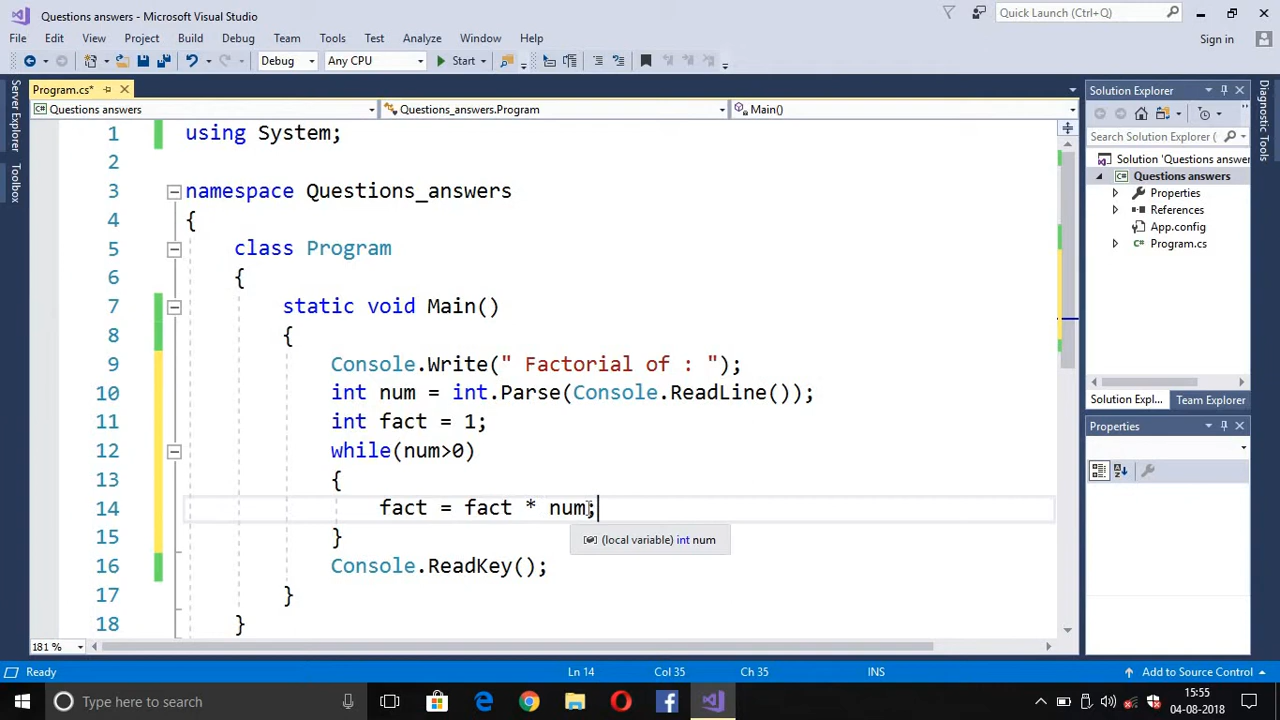 Questions answers - Microsoft Visual Studio
Quick Launch (Ctrl+Q)
File Edit View Project Build Debug Team Tools Test Analyze Window Help
Sign in
Debug Any CPU Start
Program.cs*
Questions answers Questions_answers.Program Main()
Server Explorer
Toolbox
1 using System;
2
3 namespace Questions_answers
4 {
5 class Program
6 {
7 static void Main()
8 {
9 Console.Write(" Factorial of : ");
10 int num = int.Parse(Console.ReadLine());
11 int fact = 1;
12 while(num>0)
13 {
14 fact = fact * num;
(local variable) int num
15 }
16 Console.ReadKey();
17 }
18 }
181 %
Solution Explorer
Search Solution Explorer (
Solution 'Questions answer
Questions answers
Properties
References
App.config
Program.cs
Solution Expl... Team Explorer
Properties
Diagnostic Tools
Ready Ln 14 Col 35 Ch 35 INS Add to Source Control
Type here to search
15:55
04-08-2018